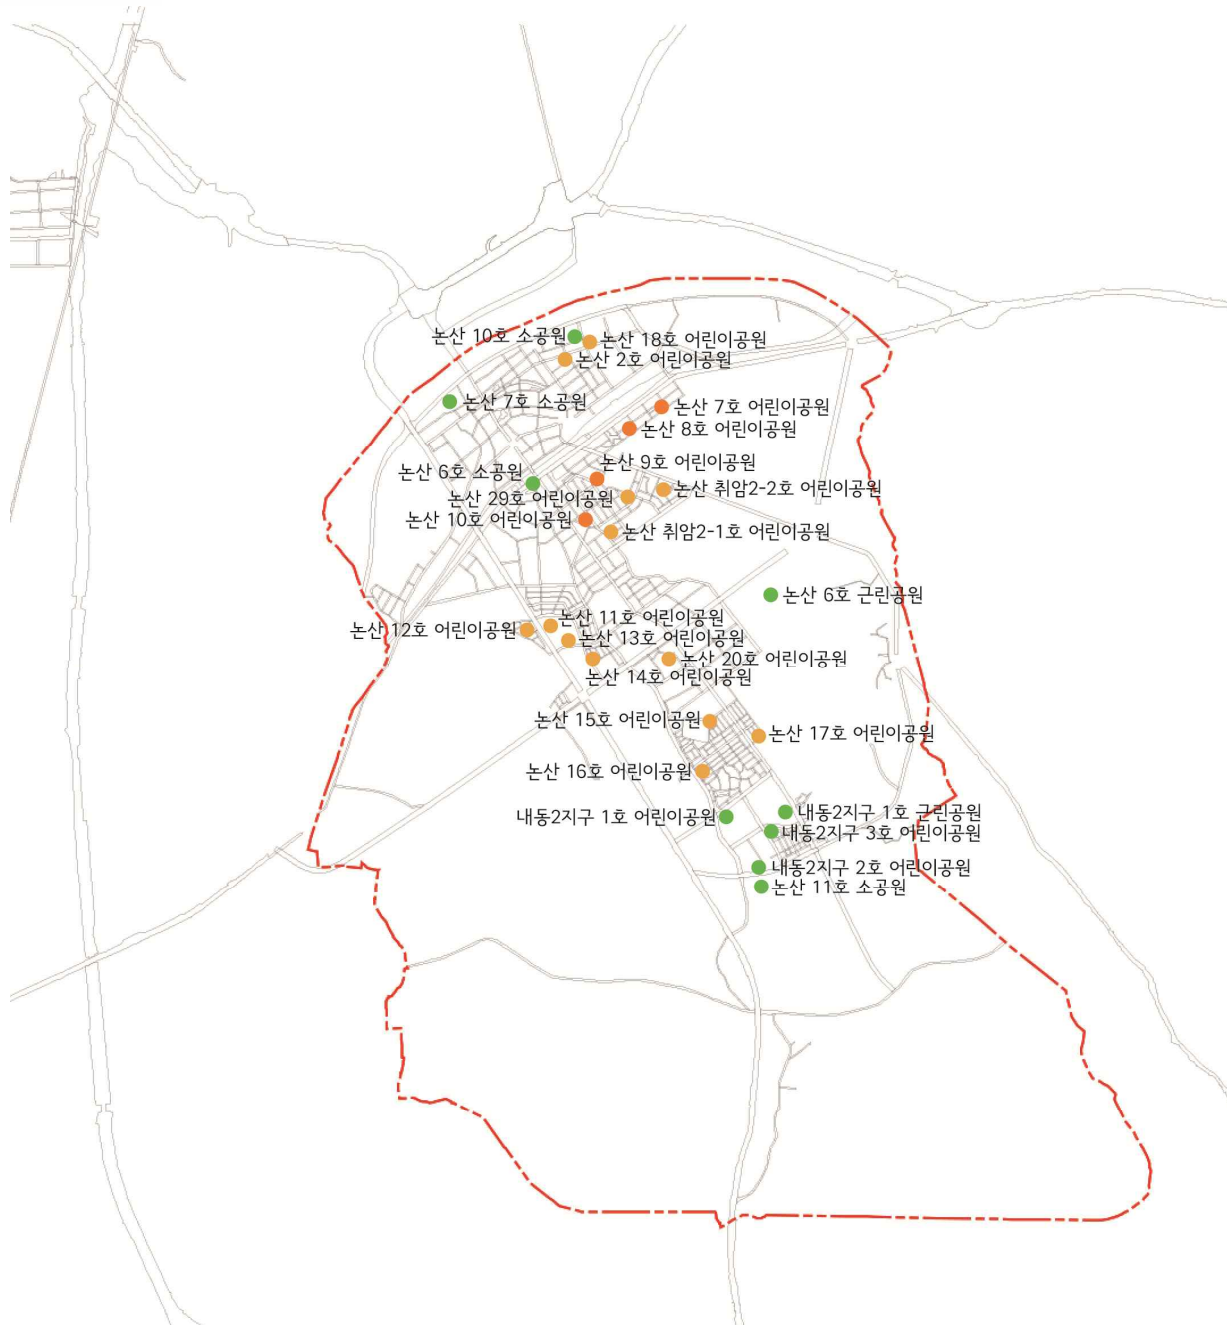 논산 10호 소공원
논산 18호 어린이공원
논산 2호 어린이공원
논산 7호 소공원
논산 7호 어린이공원
논산 8호 어린이공원
논산 9호 어린이공원
논산 6호 소공원
논산 취암2-2호 어린이공원
논산 29호 어린이공원
논산 10호 어린이공원
논산 취암2-1호 어린이공원
논산 6호 근린공원
논산 11호 어린이공원
논산 12호 어린이공원
논산 13호 어린이공원
논산 20호 어린이공원
논산 14호 어린이공원
논산 15호 어린이공원
논산 17호 어린이공원
논산 16호 어린이공원
내동2지구 1호 근린공원
내동2지구 1호 어린이공원
내동2지구 3호 어린이공원
내동2지구 2호 어린이공원
논산 11호 소공원